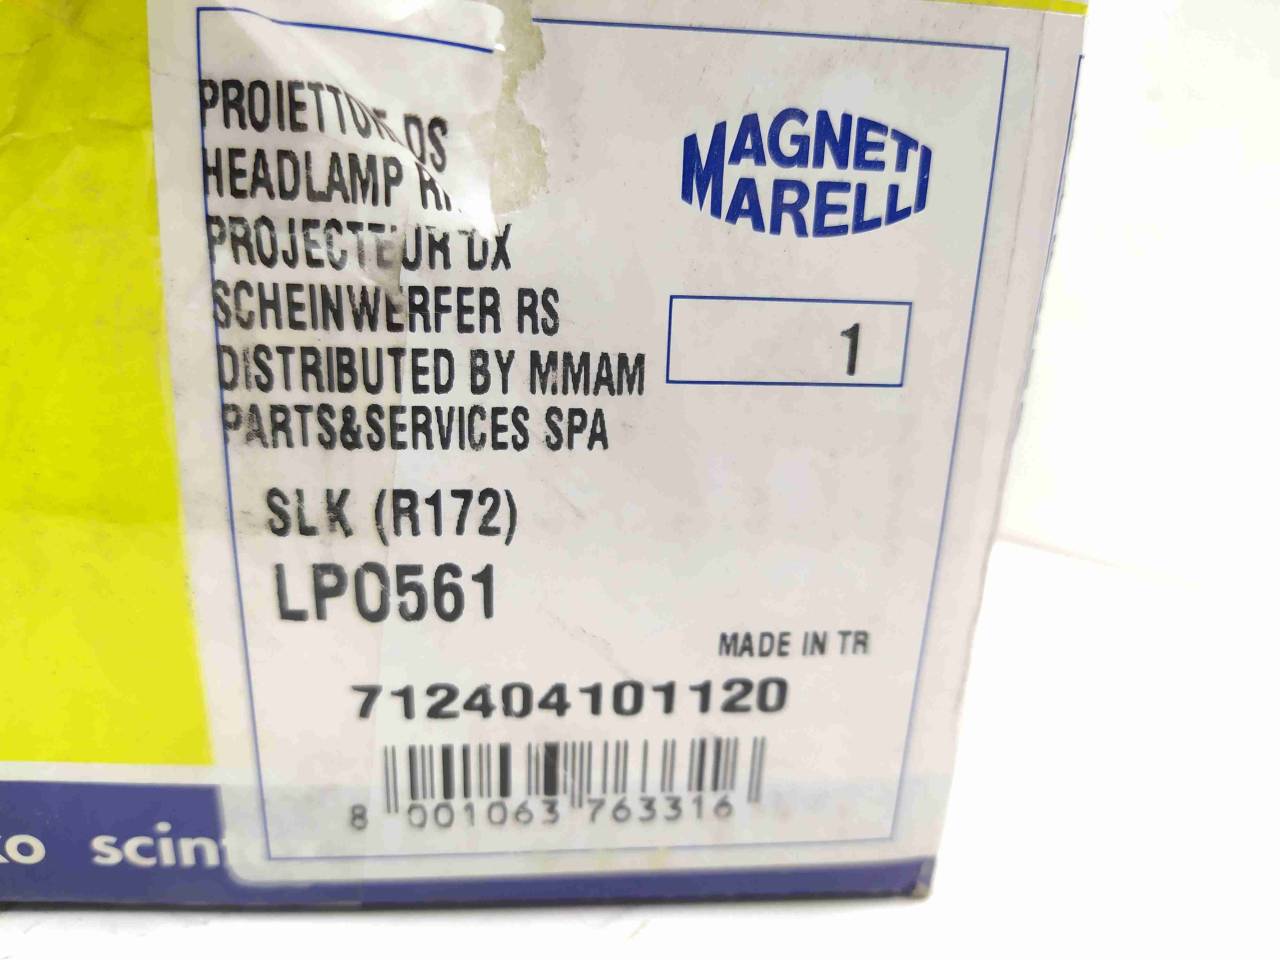 PROIETTORE DS
HEADLAMP
PROJECTEUR DX
SCHEINWERFER RS
DISTRIBUTED BY MMAM
PARTS&SERVICES SPA
MAGNETI
MARELLI
1
SLK (R172)
LPO561
MADE IN TR
712404101120
8 001063 763316